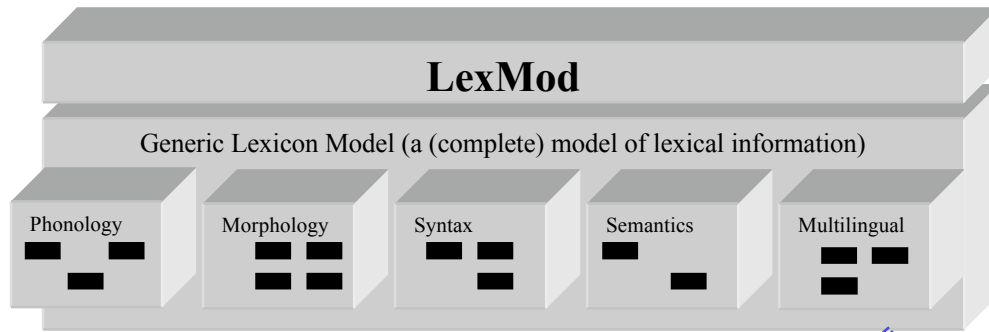 LexMod
Generic Lexicon Model (a (complete) model of lexical information)
Phonology
Morphology
Syntax
Semantics
Multilingual